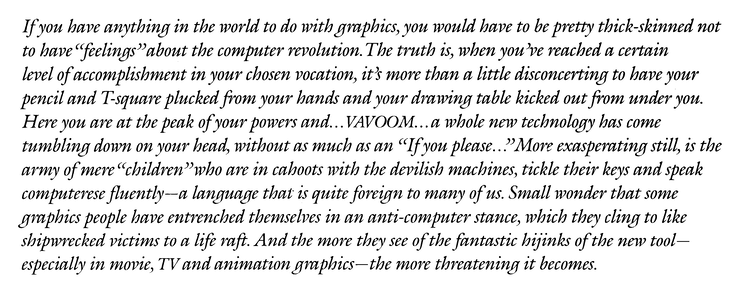 If you have anything in the world to do with graphics, you would have to be pretty thick-skinned not
to have “feelings” about the computer revolution. The truth is, when you’ve reached a certain
level of accomplishment in your chosen vocation, it’s more than a little disconcerting to have your
pencil and T-square plucked from your hands and your drawing table kicked out from under you.
Here you are at the peak of your powers and…VAVOOM…a whole new technology has come
tumbling down on your head, without as much as an “If you please…” More exasperating still, is the
army of mere “children” who are in cahoots with the devilish machines, tickle their keys and speak
computerese fluently—a language that is quite foreign to many of us. Small wonder that some
graphics people have entrenched themselves in an anti-computer stance, which they cling to like
shipwrecked victims to a life raft. And the more they see of the fantastic hijinks of the new tool—
especially in movie, TV and animation graphics—the more threatening it becomes.